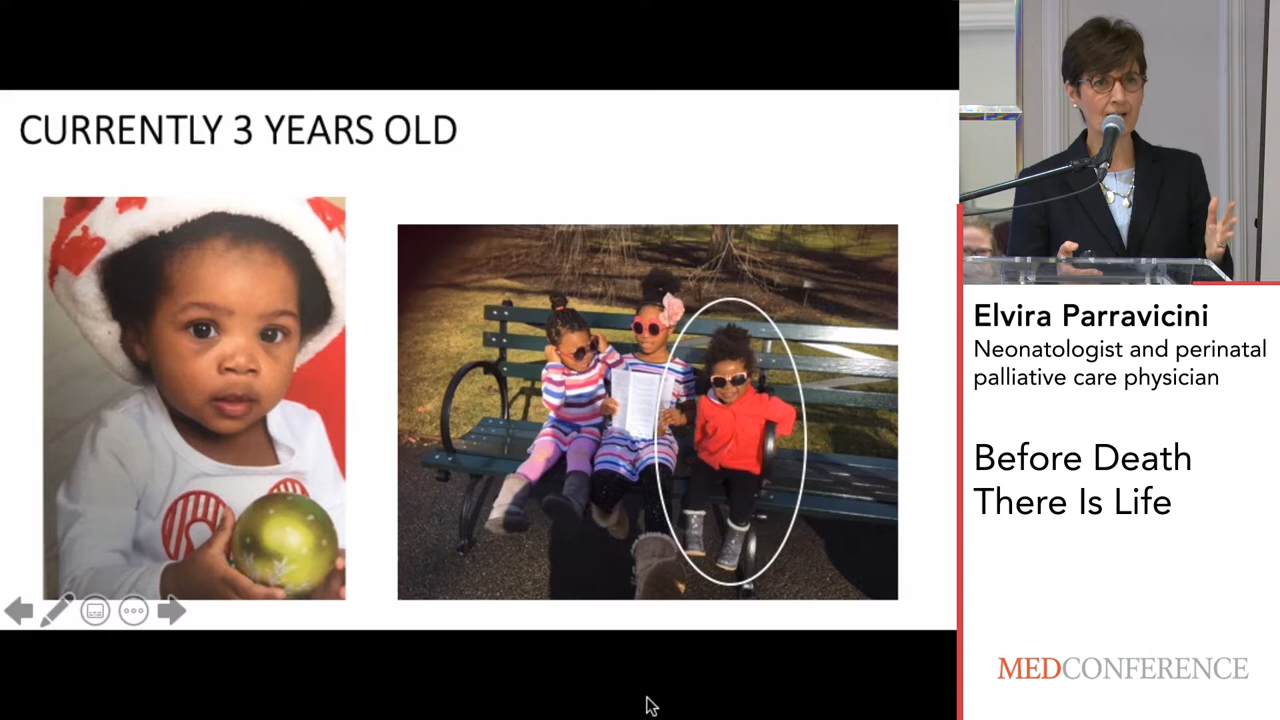 CURRENTLY 3 YEARS OLD
Elvira Parravicini
Neonatologist and perinatal
palliative care physician
Before Death
There Is Life
MEDCONFERENCE